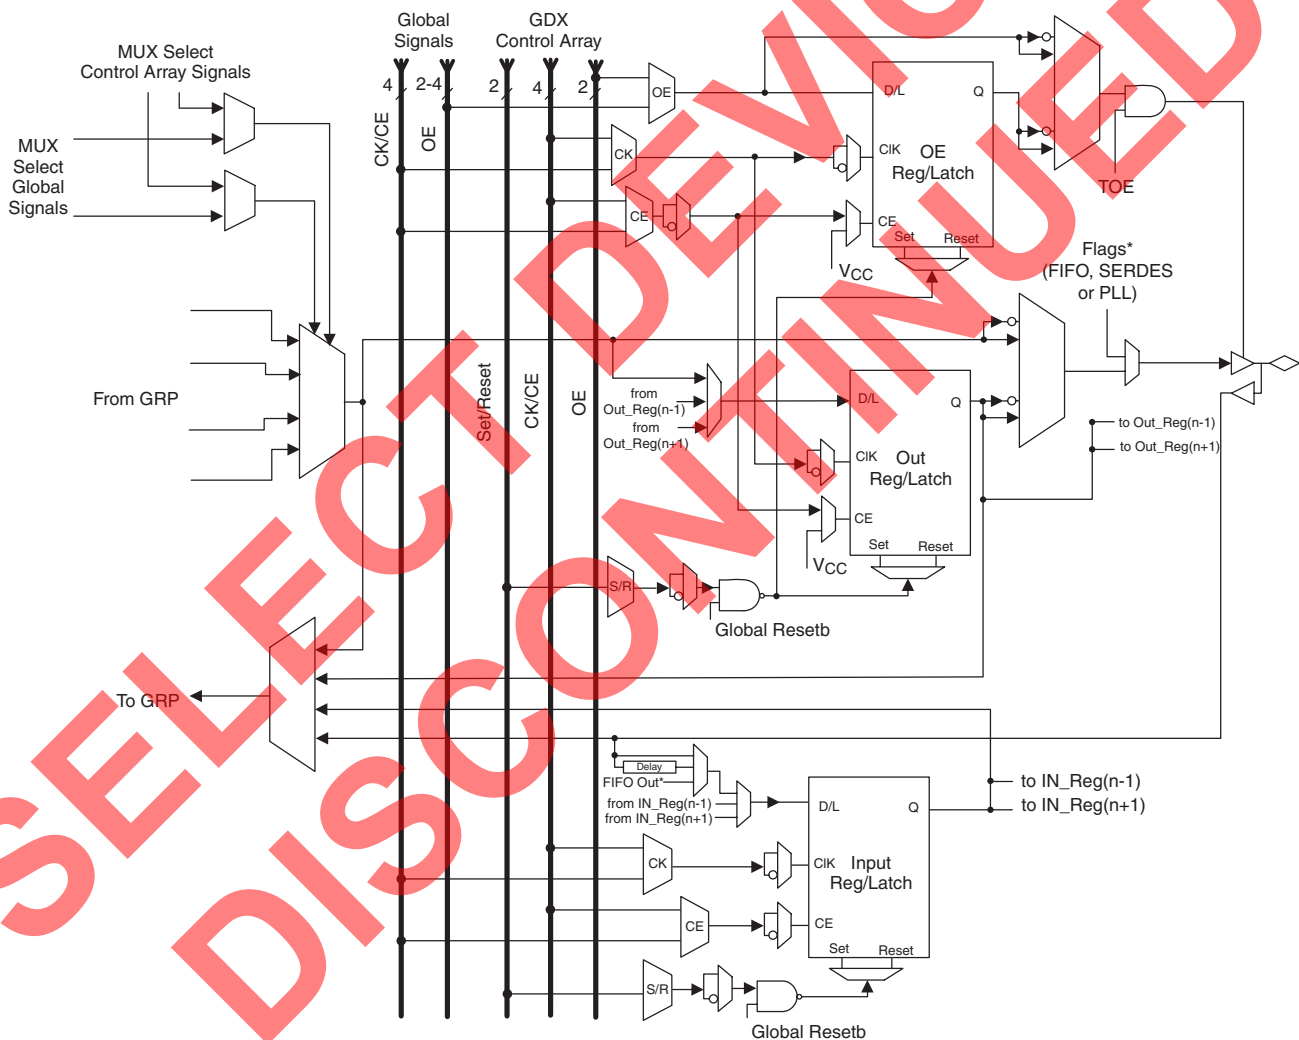 Global
Signals
GDX
Control Array
MUX Select
Control Array Signals
4
2-4
2
4
2
CK/CE
OE
MUX
Select
Global
Signals
OE
CK
CE
D/L
Q
ClK
OE
Reg/Latch
CE
Set
Reset
VCC
TOE
Flags*
(FIFO, SERDES
or PLL)
From GRP
Set/Reset
CK/CE
OE
from
Out_Reg(n-1)
from
Out_Reg(n+1)
D/L
Q
ClK
Out
Reg/Latch
CE
Set
Reset
VCC
to Out_Reg(n-1)
to Out_Reg(n+1)
S/R
Global Resetb
To GRP
Delay
FIFO Out*
from IN_Reg(n-1)
from IN_Reg(n+1)
D/L
Q
to IN_Reg(n-1)
to IN_Reg(n+1)
CK
ClK
Input
Reg/Latch
CE
CE
Set
Reset
S/R
Global Resetb
SELECT DEVICES
DISCONTINUED